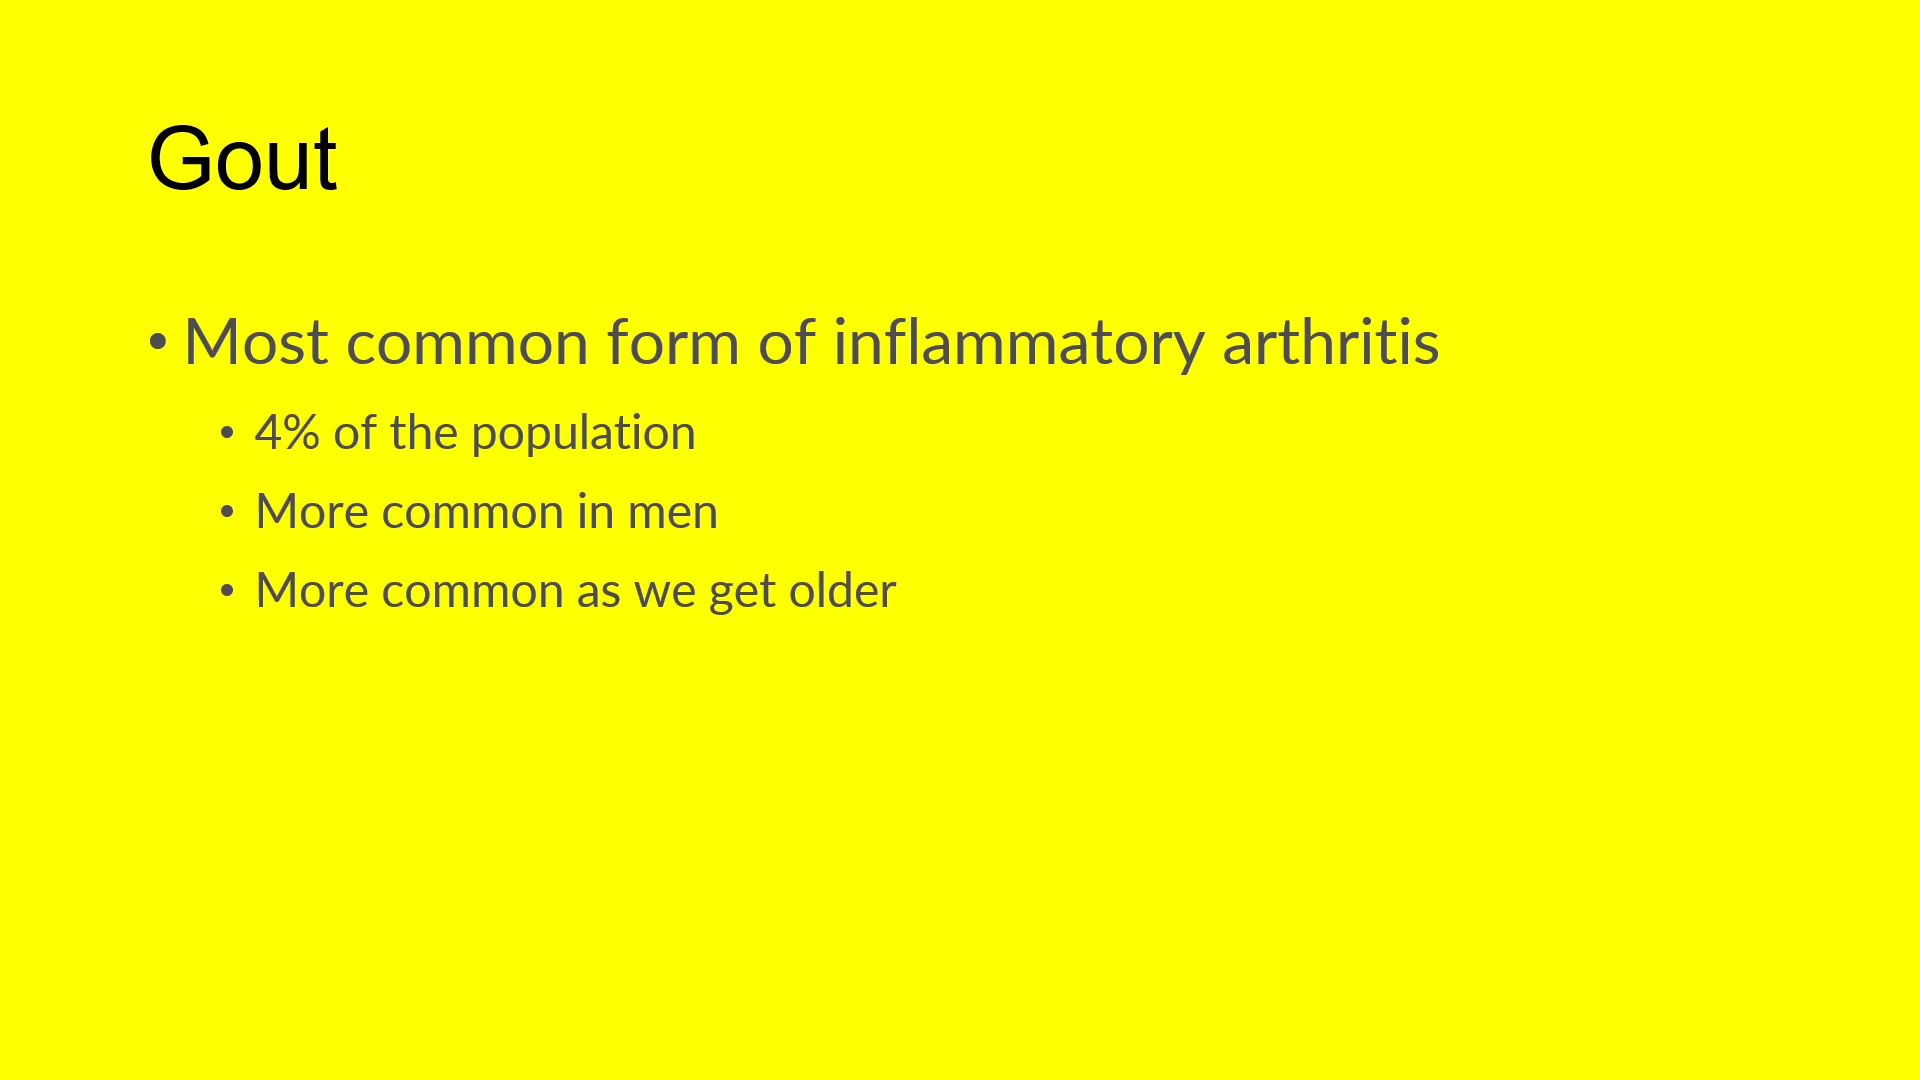 Gout
• Most common form of inflammatory arthritis
• 4% of the population
• More common in men
• More common as we get older